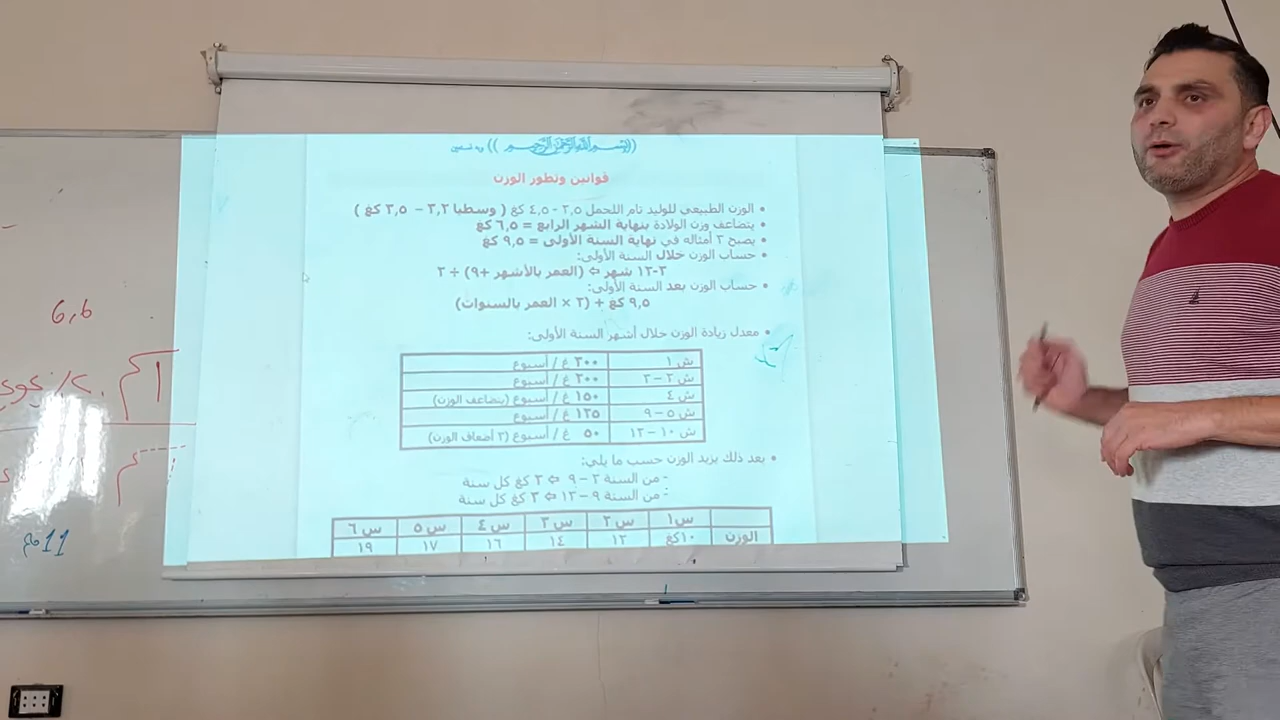 ((بسم الله الرحمن الرحيم)) وبه نستعين
قوانين وتطور الوزن
• الوزن الطبيعي للوليد تام الحمل ٢,٥ - ٤,٥ كغ ( وسطيا ٣,٢ – ٣,٥ كغ )
• يتضاعف وزن الولادة بنهاية الشهر الرابع = ٦,٥ كغ
• يصبح ٣ أمثاله في نهاية السنة الأولى = ٩,٥ كغ
• حساب الوزن خلال السنة الأولى:
٣-١٢ شهر ⇦ (العمر بالأشهر +٩) ÷ ٢
• حساب الوزن بعد السنة الأولى:
٩,٥ كغ + (٢ × العمر بالسنوات)
• معدل زيادة الوزن خلال أشهر السنة الأولى:
ش ١ ٣٠٠ غ / أسبوع
ش ٢ – ٣ ٢٠٠ غ / أسبوع
ش ٤ ١٥٠ غ / أسبوع (يتضاعف الوزن)
ش ٥ – ٩ ١٢٥ غ / أسبوع
ش ١٠ – ١٢ ٥٠ غ / أسبوع (٣ أضعاف الوزن)
• بعد ذلك يزيد الوزن حسب ما يلي:
- من السنة ٢ – ٩ ⇦ ٢ كغ كل سنة
- من السنة ٩ – ١٢ ⇦ ٣ كغ كل سنة
س١ س٢ س٣ س٤ س٥ س٦
الوزن ١٠كغ ١٢ ١٤ ١٦ ١٧ ١٩
6,6
11